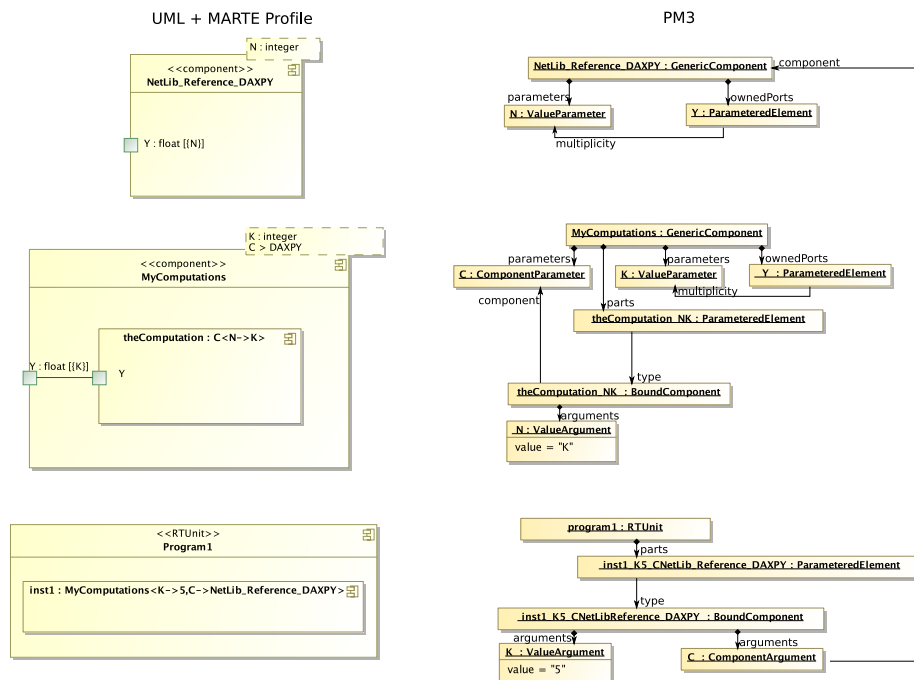 UML + MARTE Profile
PM3
N : integer
<<component>>
NetLib_Reference_DAXPY
Y : float [{N}]
NetLib_Reference_DAXPY : GenericComponent
component
parameters
ownedPorts
N : ValueParameter
Y : ParameteredElement
multiplicity
K : integer
C > DAXPY
<<component>>
MyComputations
theComputation : C<N->K>
Y : float [{K}]
Y
MyComputations : GenericComponent
parameters
parameters
ownedPorts
C : ComponentParameter
K : ValueParameter
Y : ParameteredElement
component
multiplicity
parts
theComputation_NK : ParameteredElement
type
theComputation_NK : BoundComponent
arguments
N : ValueArgument
value = "K"
<<RTUnit>>
Program1
inst1 : MyComputations<K->5,C->NetLib_Reference_DAXPY>
program1 : RTUnit
parts
inst1_K5_CNetLib_Reference_DAXPY : ParameteredElement
type
inst1_K5_CNetLibReference_DAXPY : BoundComponent
arguments
arguments
K : ValueArgument
value = "5"
C : ComponentArgument